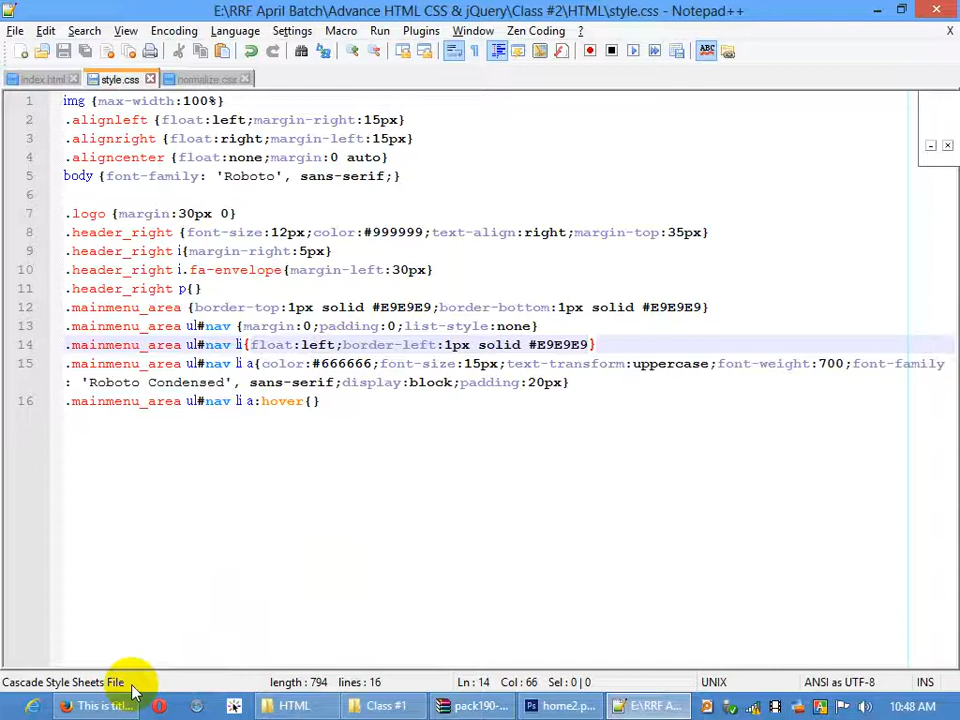 E:\RRF April Batch\Advance HTML CSS & jQuery\Class #2\HTML\style.css - Notepad++
File Edit Search View Encoding Language Settings Macro Run Plugins Window Zen Coding ? X
index.html style.css normalize.css
1 img {max-width:100%}
2 .alignleft {float:left;margin-right:15px}
3 .alignright {float:right;margin-left:15px}
4 .aligncenter {float:none;margin:0 auto}
5 body {font-family: 'Roboto', sans-serif;}
6
7 .logo {margin:30px 0}
8 .header_right {font-size:12px;color:#999999;text-align:right;margin-top:35px}
9 .header_right i{margin-right:5px}
10 .header_right i.fa-envelope{margin-left:30px}
11 .header_right p{}
12 .mainmenu_area {border-top:1px solid #E9E9E9;border-bottom:1px solid #E9E9E9}
13 .mainmenu_area ul#nav {margin:0;padding:0;list-style:none}
14 .mainmenu_area ul#nav li{float:left;border-left:1px solid #E9E9E9}
15 .mainmenu_area ul#nav li a{color:#666666;font-size:15px;text-transform:uppercase;font-weight:700;font-family
: 'Roboto Condensed', sans-serif;display:block;padding:20px}
16 .mainmenu_area ul#nav li a:hover{}
Cascade Style Sheets File length : 794 lines : 16 Ln : 14 Col : 66 Sel : 0 | 0 UNIX ANSI as UTF-8 INS
This is titl... HTML Class #1 pack190-... home2.p... E:\RRF A... 10:48 AM